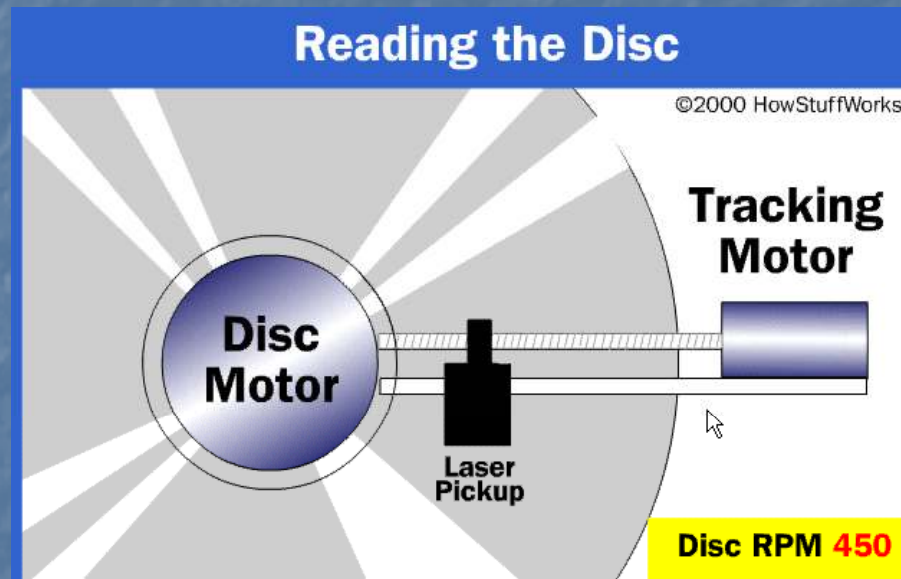 Reading the Disc
©2000 HowStuffWorks
Tracking
Motor
Disc
Motor
Laser
Pickup
Disc RPM 450